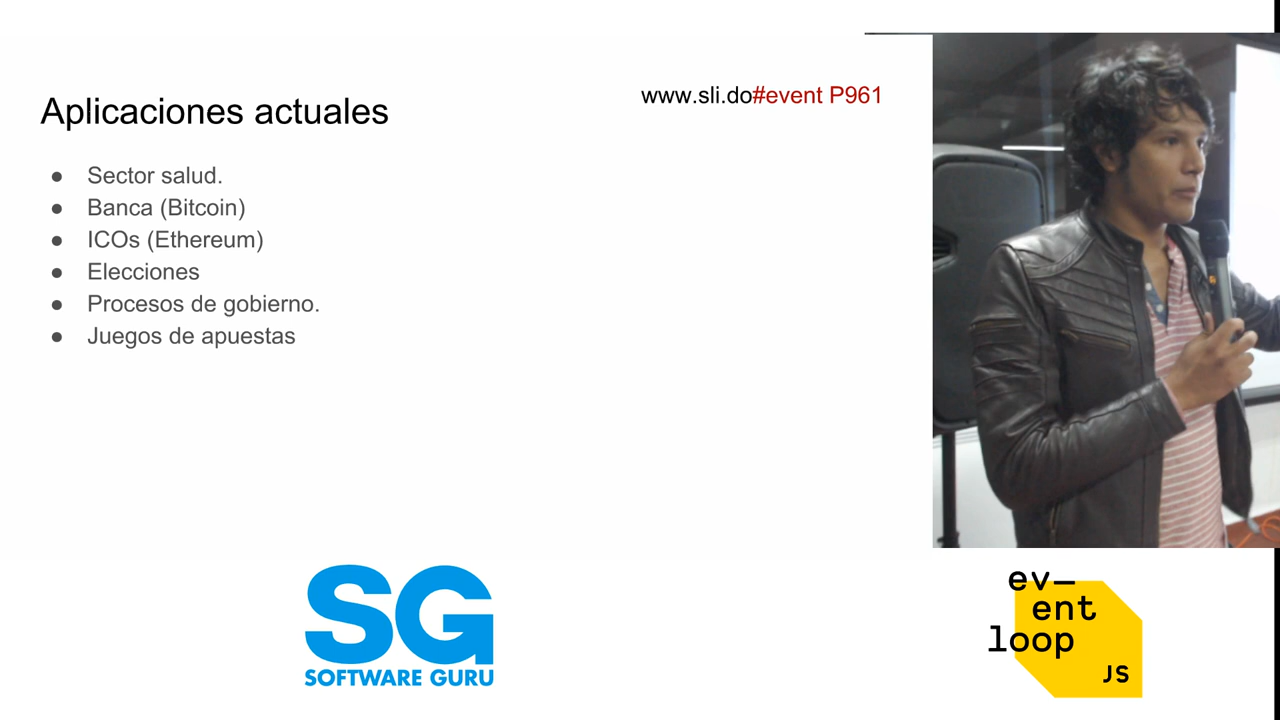 Aplicaciones actuales
www.sli.do#event P961
● Sector salud.
● Banca (Bitcoin)
● ICOs (Ethereum)
● Elecciones
● Procesos de gobierno.
● Juegos de apuestas
SG
SOFTWARE GURU
ev—
ent
loop
JS